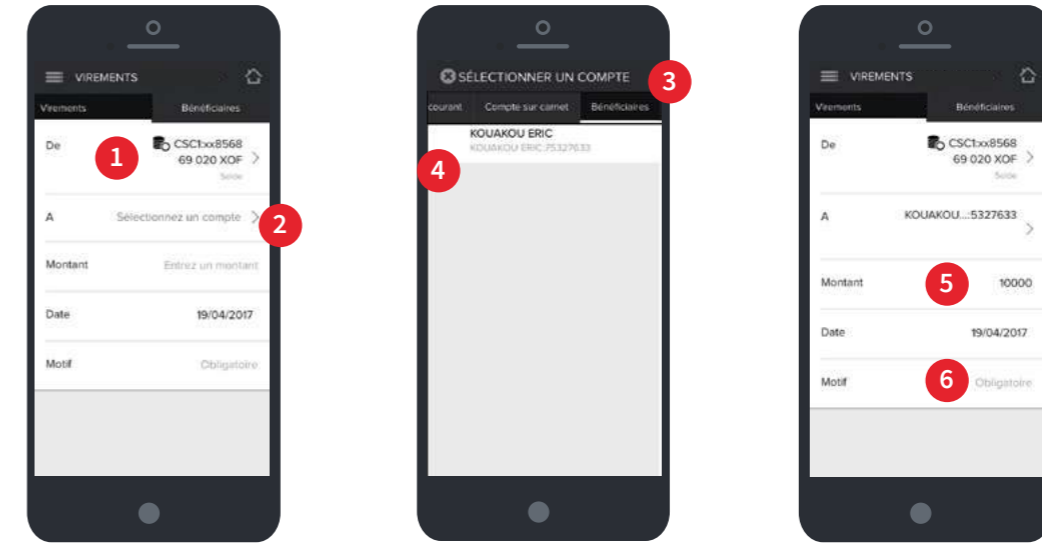 VIREMENTS
Virements Bénéficiaires
De 1 CSC1:xx8568
69 020 XOF
Solde
A Sélectionnez un compte 2
Montant Entrez un montant
Date 19/04/2017
Motif Obligatoire
SÉLECTIONNER UN COMPTE 3
courant Compte sur carnet Bénéficiaires
KOUAKOU ERIC
KOUAKOU ERIC:75327633
4
VIREMENTS
Virements Bénéficiaires
De CSC1:xx8568
69 020 XOF
Solde
A KOUAKOU...:5327633
Montant 5 10000
Date 19/04/2017
Motif 6 Obligatoire